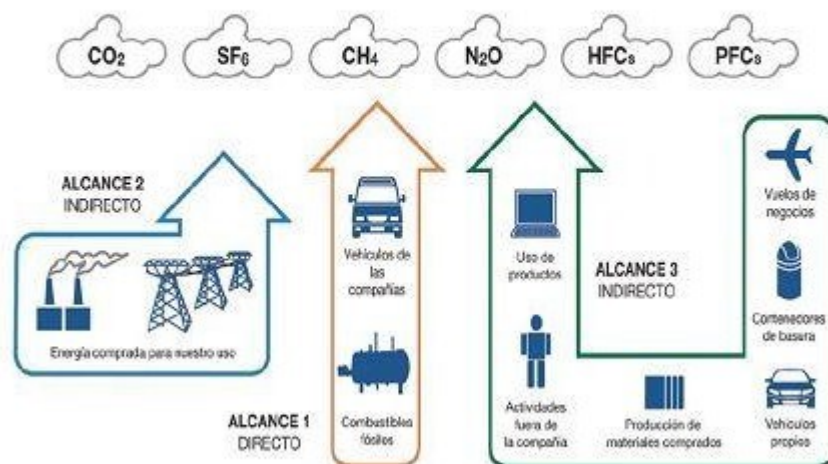 CO₂
SF₆
CH₄
N₂O
HFCs
PFCs
ALCANCE 2
INDIRECTO
Energía comprada para nuestro uso
ALCANCE 1
DIRECTO
Vehículos de
las
compañías
Combustibles
fósiles
Uso de
productos
Actividades
fuera de
la compañía
ALCANCE 3
INDIRECTO
Producción de
materiales comprados
Vuelos de
negocios
Contenedores
de basura
Vehículos
propios